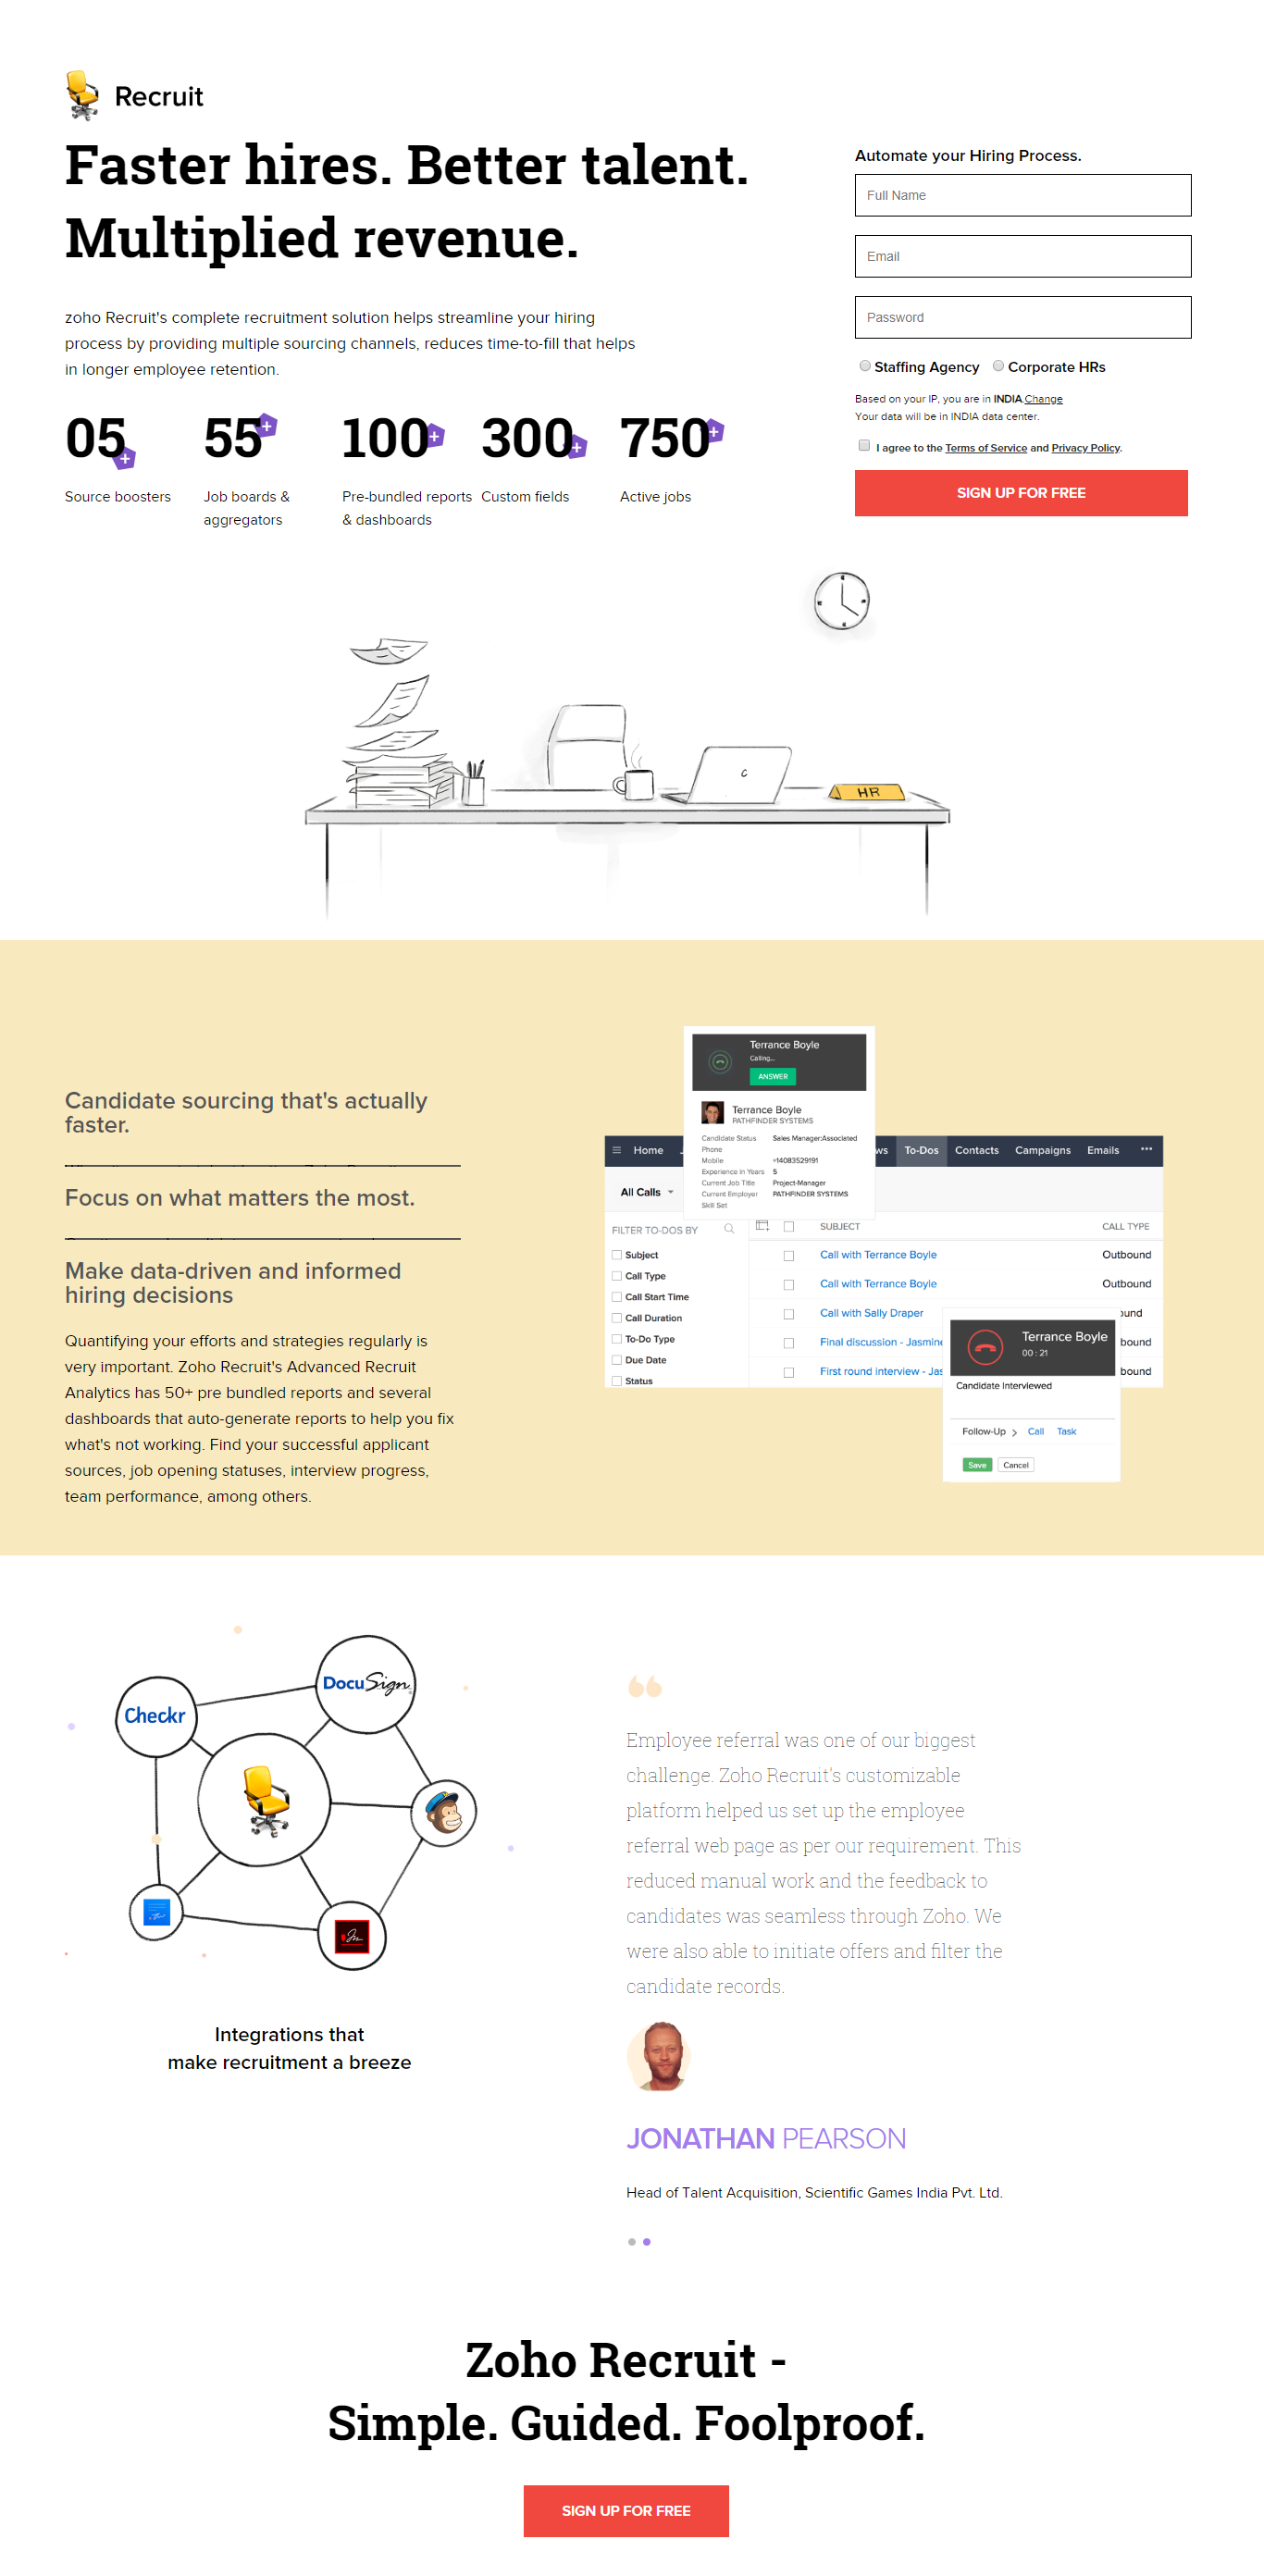 Recruit
Faster hires. Better talent.
Multiplied revenue.
zoho Recruit's complete recruitment solution helps streamline your hiring
process by providing multiple sourcing channels, reduces time-to-fill that helps
in longer employee retention.
05+
55+
100+
300+
750+
Source boosters
Job boards &
aggregators
Pre-bundled reports
& dashboards
Custom fields
Active jobs
Automate your Hiring Process.
Full Name
Email
Password
Staffing Agency
Corporate HRs
Based on your IP, you are in INDIA.Change
Your data will be in INDIA data center.
I agree to the Terms of Service and Privacy Policy.
SIGN UP FOR FREE
HR
Candidate sourcing that's actually
faster.
Focus on what matters the most.
Make data-driven and informed
hiring decisions
Quantifying your efforts and strategies regularly is
very important. Zoho Recruit's Advanced Recruit
Analytics has 50+ pre bundled reports and several
dashboards that auto-generate reports to help you fix
what's not working. Find your successful applicant
sources, job opening statuses, interview progress,
team performance, among others.
Terrance Boyle
Calling...
ANSWER
Terrance Boyle
PATHFINDER SYSTEMS
Candidate Status Sales Manager:Associated
Phone
Mobile +14083529191
Experience in Years 5
Current Job Title Project-Manager
Current Employer PATHFINDER SYSTEMS
Skill Set
Home ws To-Dos Contacts Campaigns Emails ...
All Calls
FILTER TO-DOS BY
Subject
Call Type
Call Start Time
Call Duration
To-Do Type
Due Date
Status
SUBJECT CALL TYPE
Call with Terrance Boyle Outbound
Call with Terrance Boyle Outbound
Call with Sally Draper ound
Final discussion - Jasmine bound
First round interview - Jas bound
Terrance Boyle
00 : 21
Candidate Interviewed
Follow-Up > Call Task
Save Cancel
Checkr
DocuSign
Integrations that
make recruitment a breeze
Employee referral was one of our biggest
challenge. Zoho Recruit's customizable
platform helped us set up the employee
referral web page as per our requirement. This
reduced manual work and the feedback to
candidates was seamless through Zoho. We
were also able to initiate offers and filter the
candidate records.
JONATHAN PEARSON
Head of Talent Acquisition, Scientific Games India Pvt. Ltd.
Zoho Recruit -
Simple. Guided. Foolproof.
SIGN UP FOR FREE